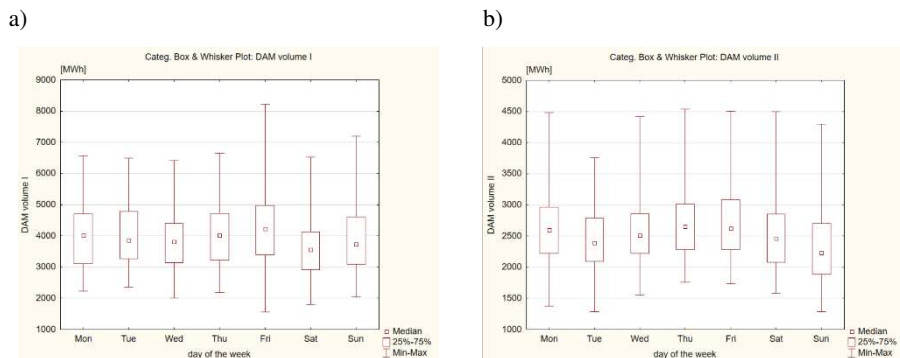 a)
Categ. Box & Whisker Plot: DAM volume I
[MWh]
9000
8000
7000
6000
5000
4000
3000
2000
1000
DAM volume I
Mon Tue Wed Thu Fri Sat Sun
day of the week
Median
25%-75%
Min-Max
b)
Categ. Box & Whisker Plot: DAM volume II
[MWh]
5000
4500
4000
3500
3000
2500
2000
1500
1000
DAM volume II
Mon Tue Wed Thu Fri Sat Sun
day of the week
Median
25%-75%
Min-Max